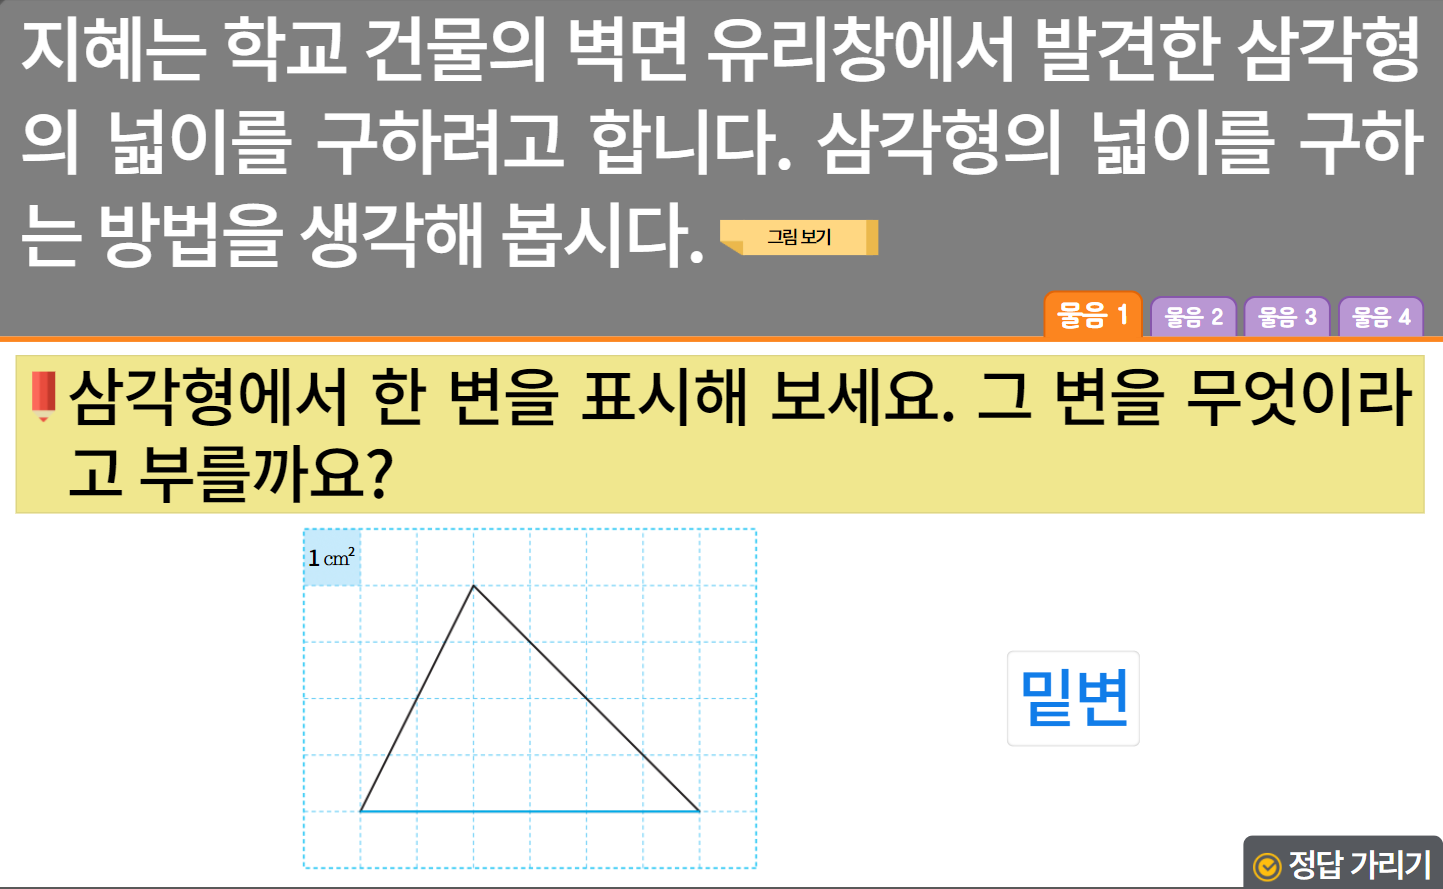 지혜는 학교 건물의 벽면 유리창에서 발견한 삼각형
의 넓이를 구하려고 합니다. 삼각형의 넓이를 구하
는 방법을 생각해 봅시다. 그림 보기
물음 1 물음 2 물음 3 물음 4
삼각형에서 한 변을 표시해 보세요. 그 변을 무엇이라
고 부를까요?
1 cm²
밑변
정답 가리기